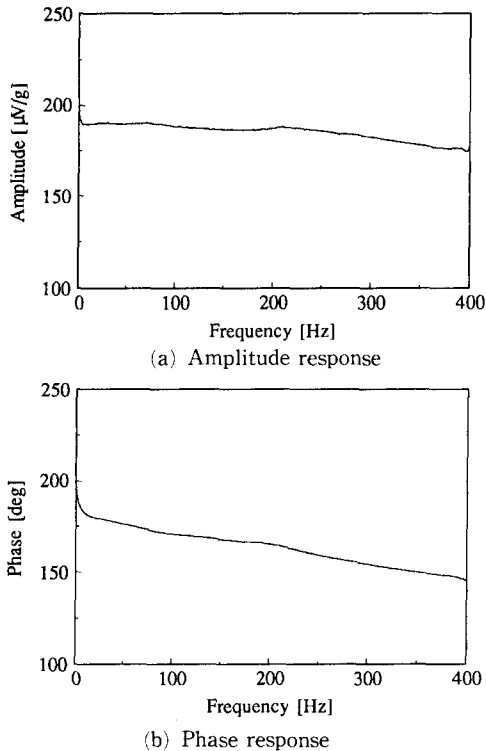 250
200
150
100
Amplitude [μV/g]
0 100 200 300 400
Frequency [Hz]
(a) Amplitude response
250
200
150
100
Phase [deg]
0 100 200 300 400
Frequency [Hz]
(b) Phase response